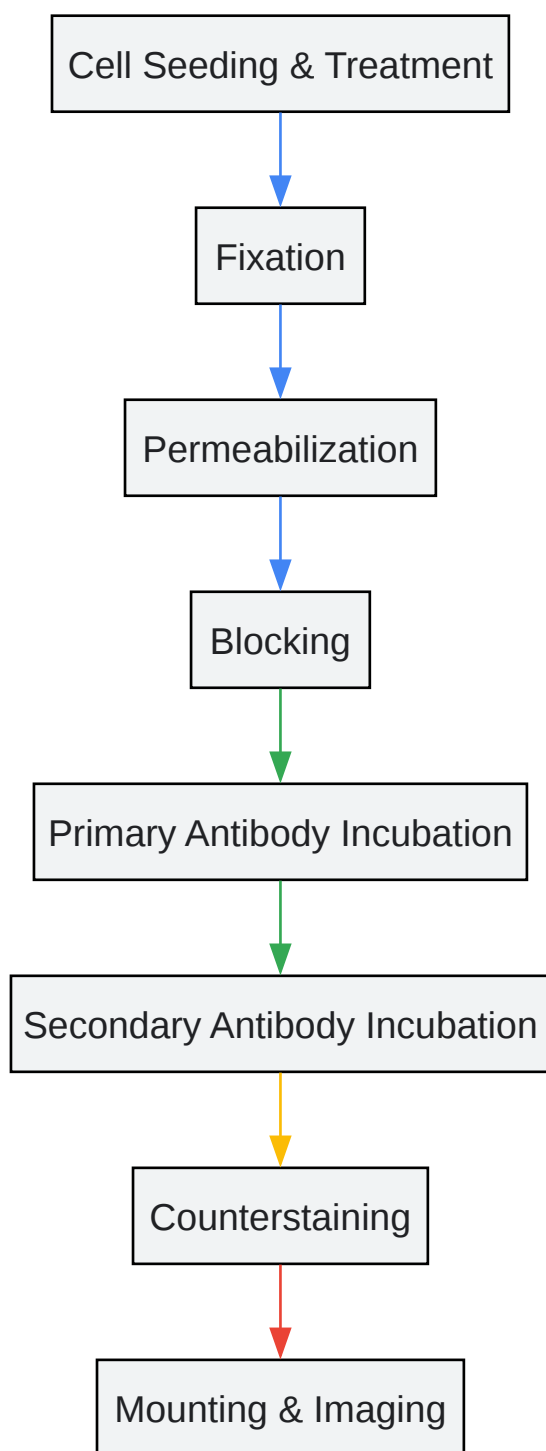 Cell Seeding & Treatment
Fixation
Permeabilization
Blocking
Primary Antibody Incubation
Secondary Antibody Incubation
Counterstaining
Mounting & Imaging